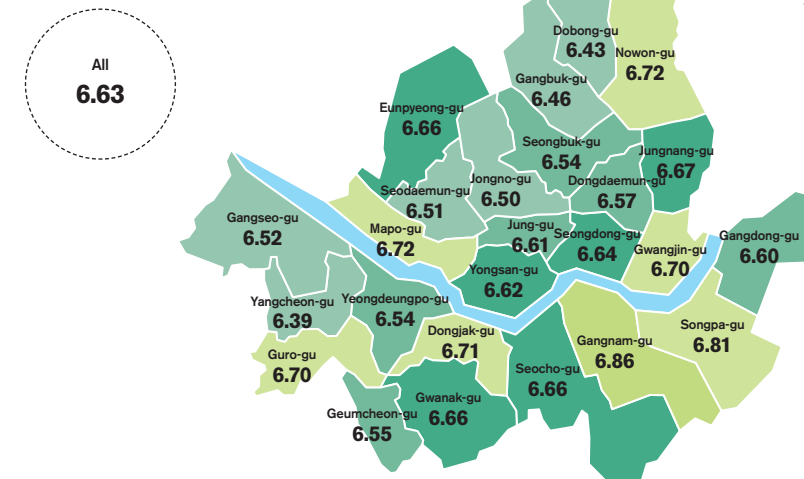 All
6.63
Dobong-gu
6.43
Nowon-gu
6.72
Gangbuk-gu
6.46
Eunpyeong-gu
6.66
Seongbuk-gu
6.54
Jungnang-gu
6.67
Dongdaemun-gu
6.57
Jongno-gu
6.50
Seodaemun-gu
6.51
Gangseo-gu
6.52
Mapo-gu
6.72
Jung-gu
6.61
Seongdong-gu
6.64
Gwangjin-gu
6.70
Gangdong-gu
6.60
Yongsan-gu
6.62
Yangcheon-gu
6.39
Yeongdeungpo-gu
6.54
Dongjak-gu
6.71
Gangnam-gu
6.86
Songpa-gu
6.81
Guro-gu
6.70
Seocho-gu
6.66
Gwanak-gu
6.66
Geumcheon-gu
6.55